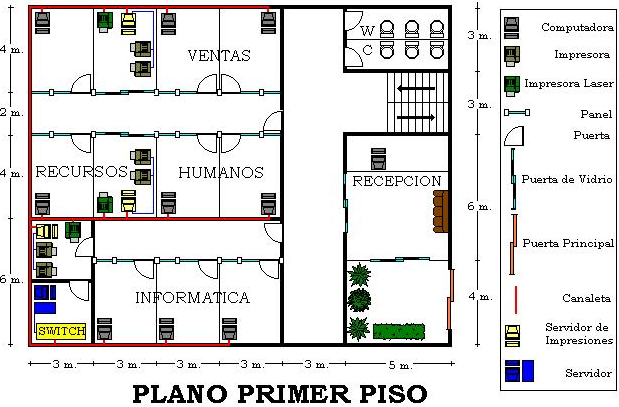 4 m.
2 m.
4 m.
6 m.
VENTAS
RECURSOS HUMANOS
INFORMATICA
SWITCH
W
C
RECEPCION
3 m.
3 m.
6 m.
4 m.
3 m. 3 m. 3 m. 3 m. 3 m. 5 m.
PLANO PRIMER PISO
Computadora
Impresora
Impresora Laser
Panel
Puerta
Puerta de Vidrio
Puerta Principal
Canaleta
Servidor de
Impresiones
Servidor